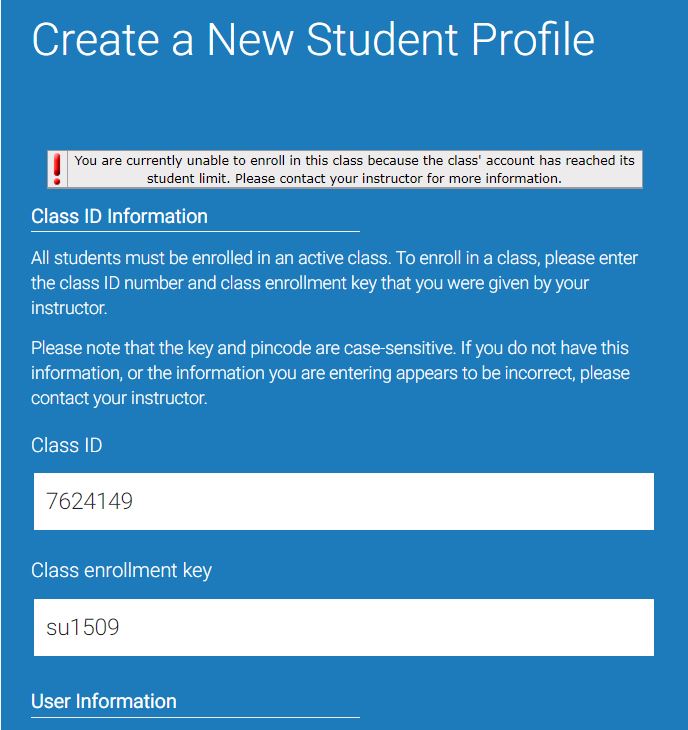 Create a New Student Profile
You are currently unable to enroll in this class because the class' account has reached its
student limit. Please contact your instructor for more information.
Class ID Information
All students must be enrolled in an active class. To enroll in a class, please enter
the class ID number and class enrollment key that you were given by your
instructor.
Please note that the key and pincode are case-sensitive. If you do not have this
information, or the information you are entering appears to be incorrect, please
contact your instructor.
Class ID
7624149
Class enrollment key
su1509
User Information